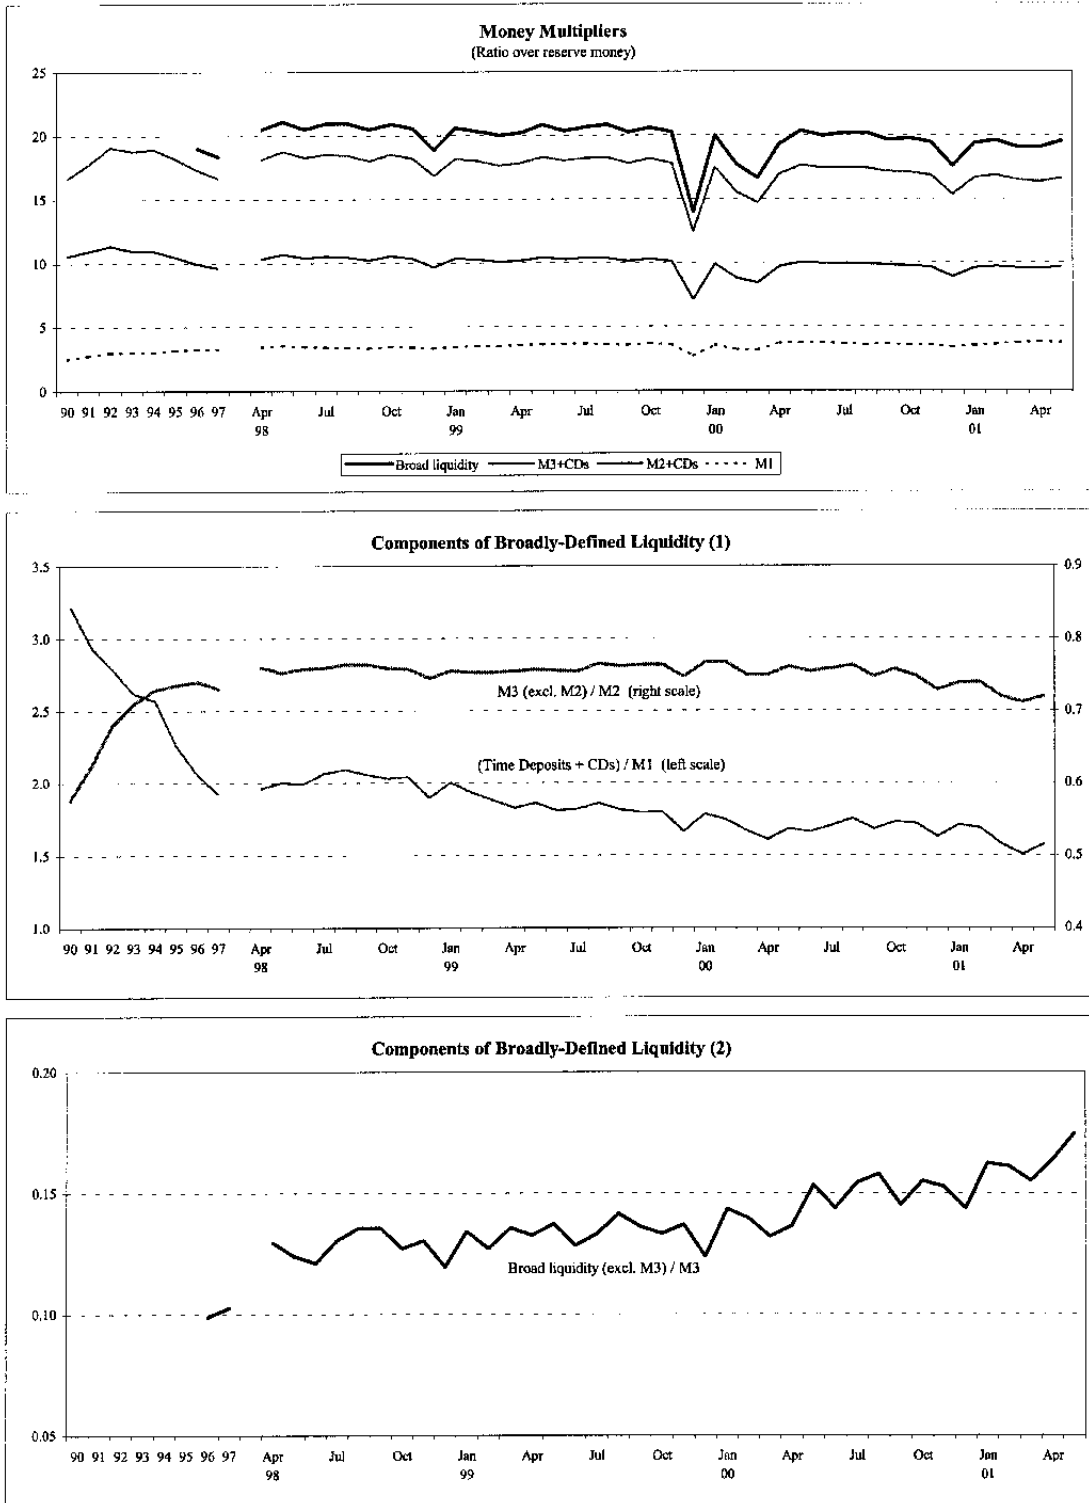 Money Multipliers
(Ratio over reserve money)
25
20
15
10
5
0
90 91 92 93 94 95 96 97 Apr Jul Oct Jan Apr Jul Oct Jan Apr Jul Oct Jan Apr
98 99 00 01
Broad liquidity M3+CDs M2+CDs M1
Components of Broadly-Defined Liquidity (1)
3.5 0.9
3.0 0.8
M3 (excl. M2) / M2 (right scale)
2.5 0.7
(Time Deposits + CDs) / M1 (left scale)
2.0 0.6
1.5 0.5
1.0 0.4
90 91 92 93 94 95 96 97 Apr Jul Oct Jan Apr Jul Oct Jan Apr Jul Oct Jan Apr
98 99 00 01
Components of Broadly-Defined Liquidity (2)
0.20
0.15
Broad liquidity (excl. M3) / M3
0.10
0.05
90 91 92 93 94 95 96 97 Apr Jul Oct Jan Apr Jul Oct Jan Apr Jul Oct Jan Apr
98 99 00 01